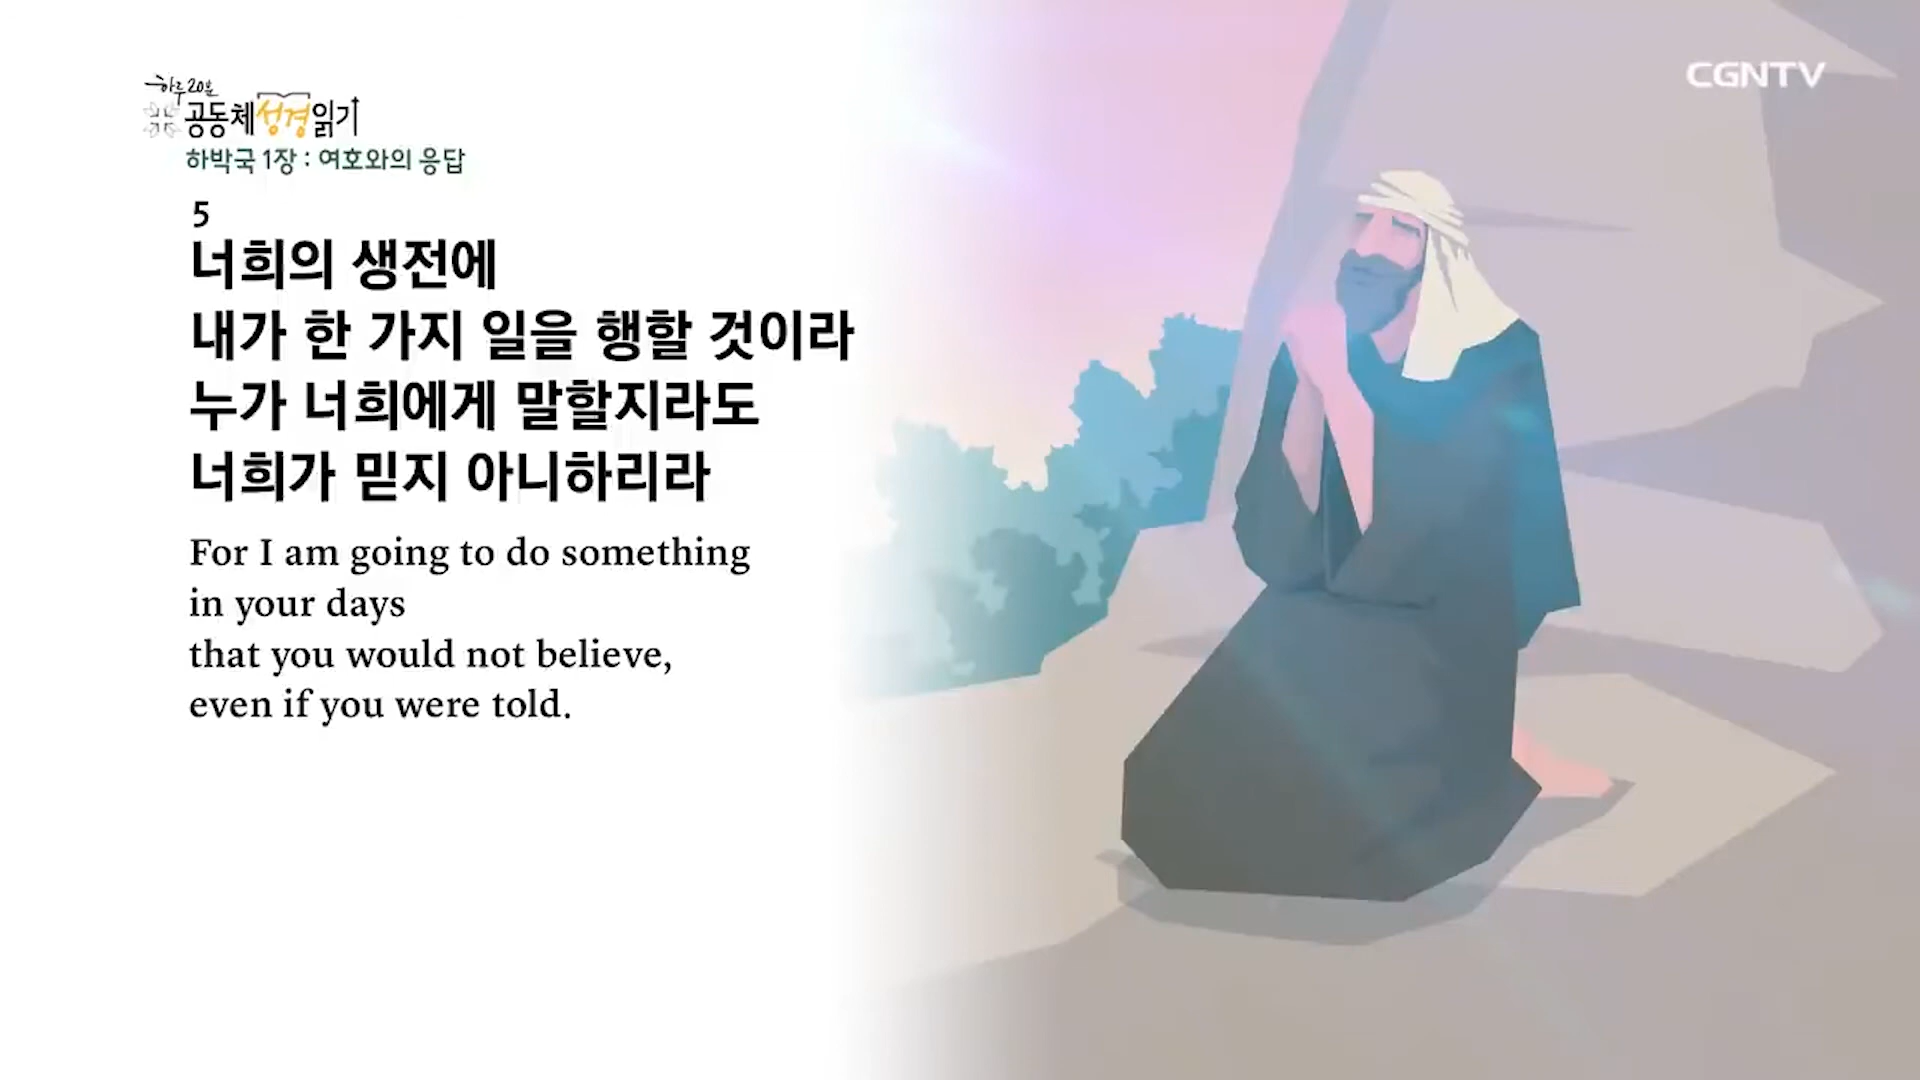 하루 20분
공동체성경읽기
CGNTV
하박국 1장 : 여호와의 응답
5
너희의 생전에
내가 한 가지 일을 행할 것이라
누가 너희에게 말할지라도
너희가 믿지 아니하리라
For I am going to do something
in your days
that you would not believe,
even if you were told.